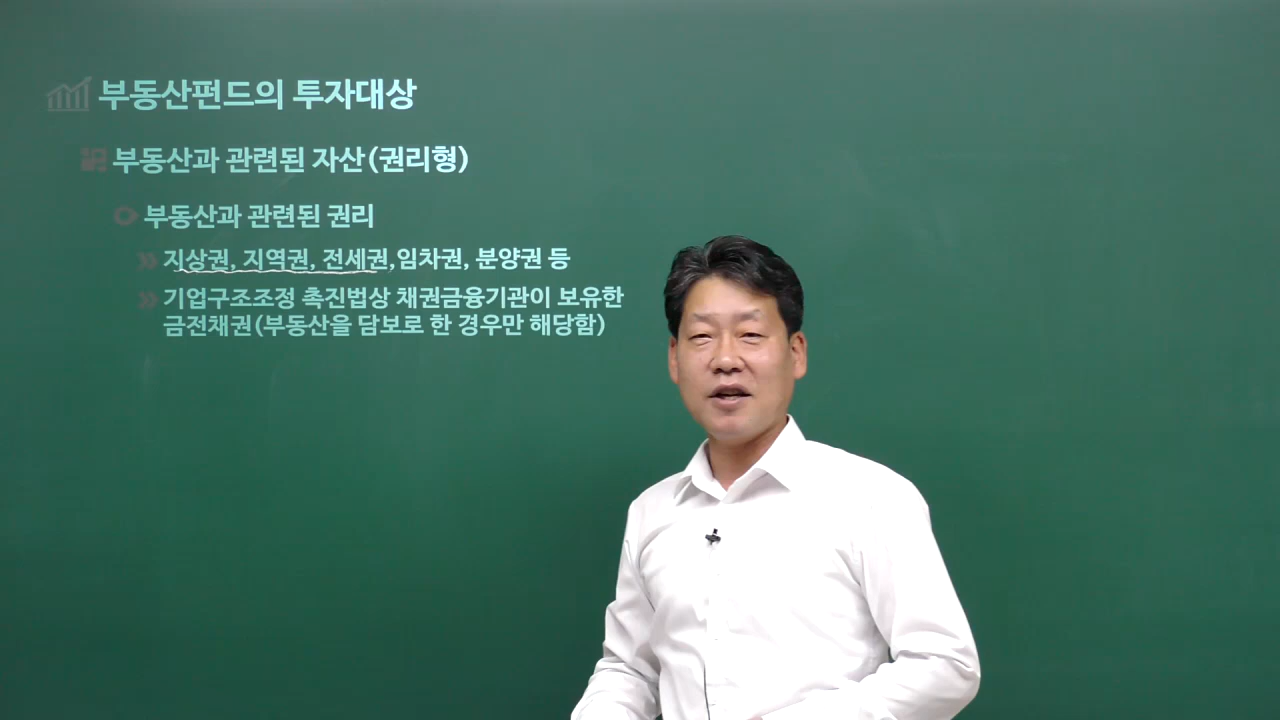 부동산펀드의 투자대상
부동산과 관련된 자산(권리형)
부동산과 관련된 권리
지상권, 지역권, 전세권,임차권, 분양권 등
기업구조조정 촉진법상 채권금융기관이 보유한
금전채권(부동산을 담보로 한 경우만 해당함)